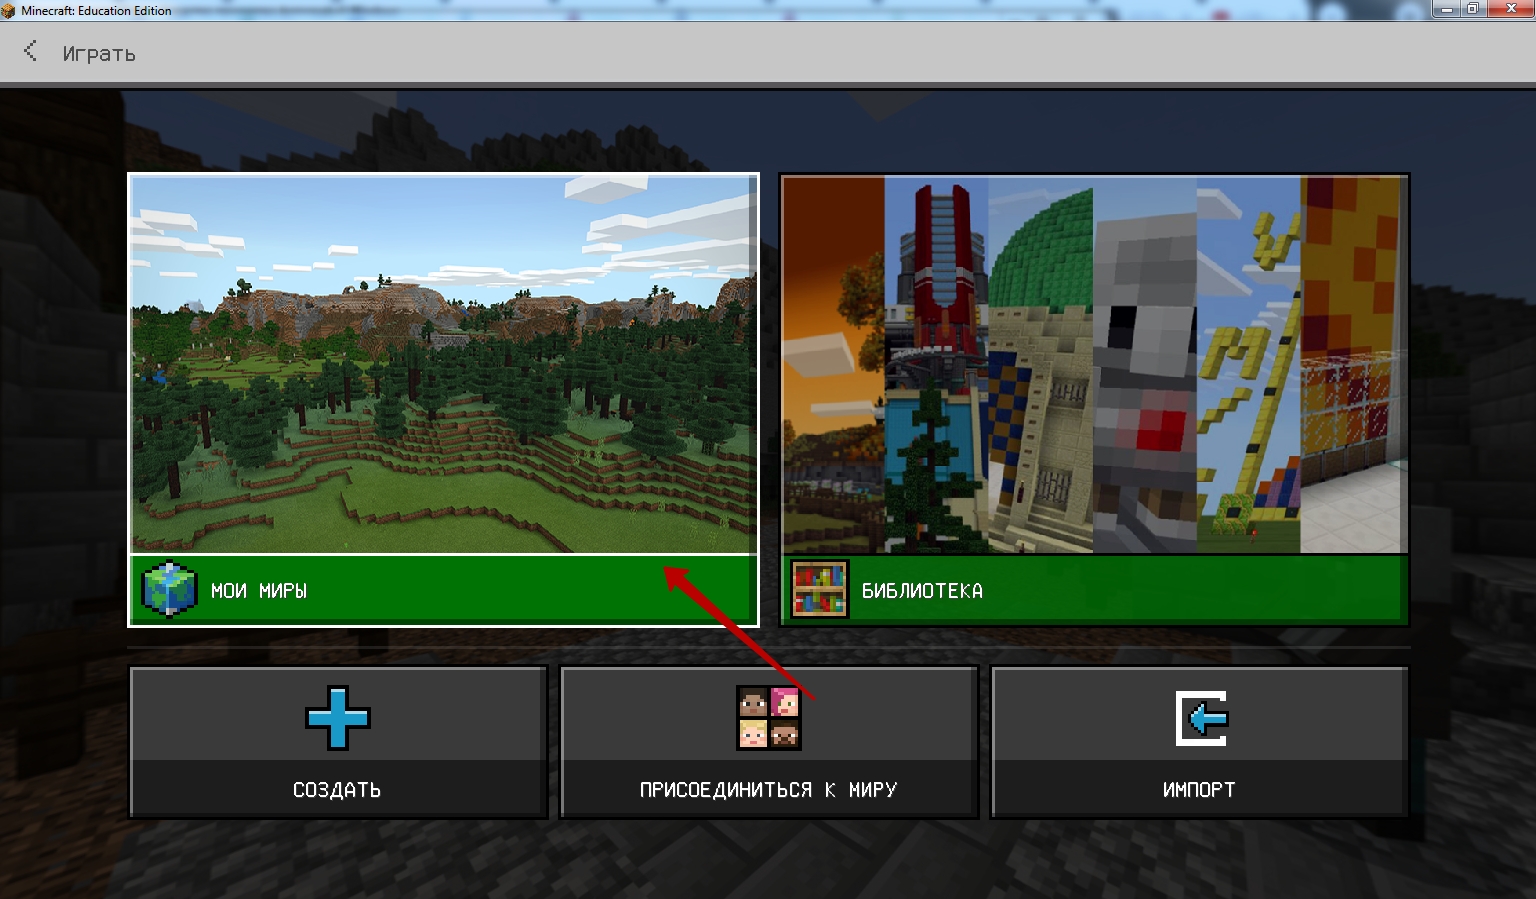 Minecraft: Education Edition
Играть
МОИ МИРЫ
БИБЛИОТЕКА
СОЗДАТЬ
ПРИСОЕДИНИТЬСЯ К МИРУ
ИМПОРТ